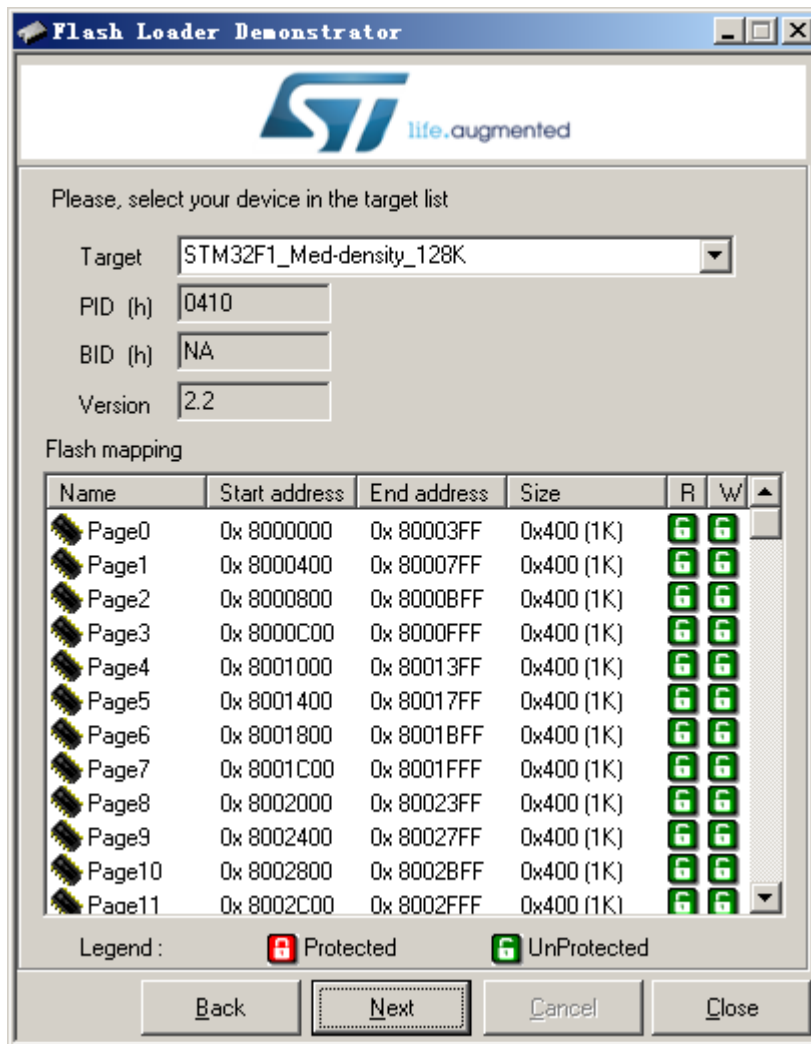 Flash Loader Demonstrator
ST life.augmented
Please, select your device in the target list
Target STM32F1_Med-density_128K
PID (h) 0410
BID (h) NA
Version 2.2
Flash mapping
Name Start address End address Size R W
Page0 0x 8000000 0x 80003FF 0x400 (1K)
Page1 0x 8000400 0x 80007FF 0x400 (1K)
Page2 0x 8000800 0x 8000BFF 0x400 (1K)
Page3 0x 8000C00 0x 8000FFF 0x400 (1K)
Page4 0x 8001000 0x 80013FF 0x400 (1K)
Page5 0x 8001400 0x 80017FF 0x400 (1K)
Page6 0x 8001800 0x 8001BFF 0x400 (1K)
Page7 0x 8001C00 0x 8001FFF 0x400 (1K)
Page8 0x 8002000 0x 80023FF 0x400 (1K)
Page9 0x 8002400 0x 80027FF 0x400 (1K)
Page10 0x 8002800 0x 8002BFF 0x400 (1K)
Page11 0x 8002C00 0x 8002FFF 0x400 (1K)
Legend : Protected UnProtected
Back Next Cancel Close